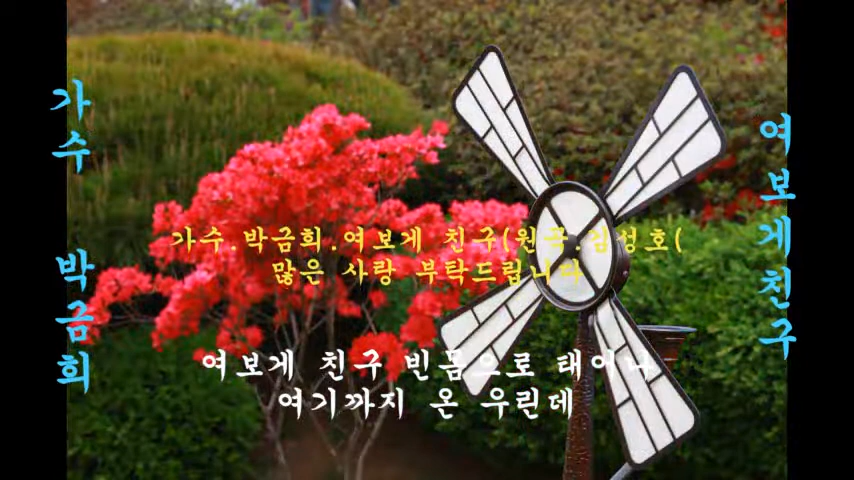 가수 박금희
여보게친구
가수.박금희.여보게 친구(원곡.김성호(
많은 사랑 부탁드립니다
여보게 친구 빈몸으로 태어나
여기까지 온 우린데